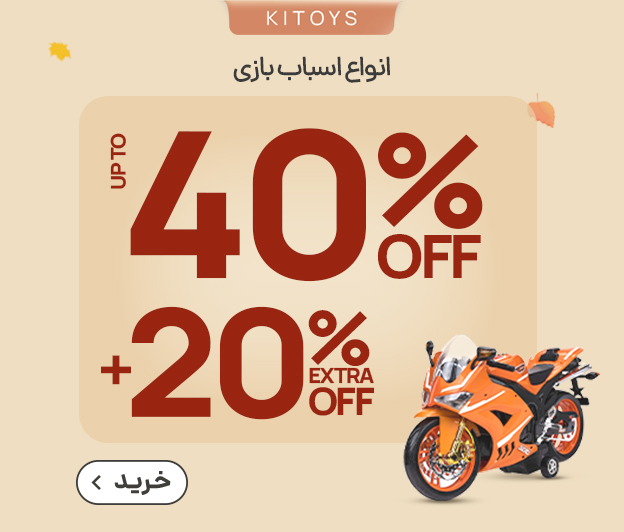 KITOYS
انواع اسباب بازی
UP TO
40%
OFF
+20%
EXTRA
OFF
خرید